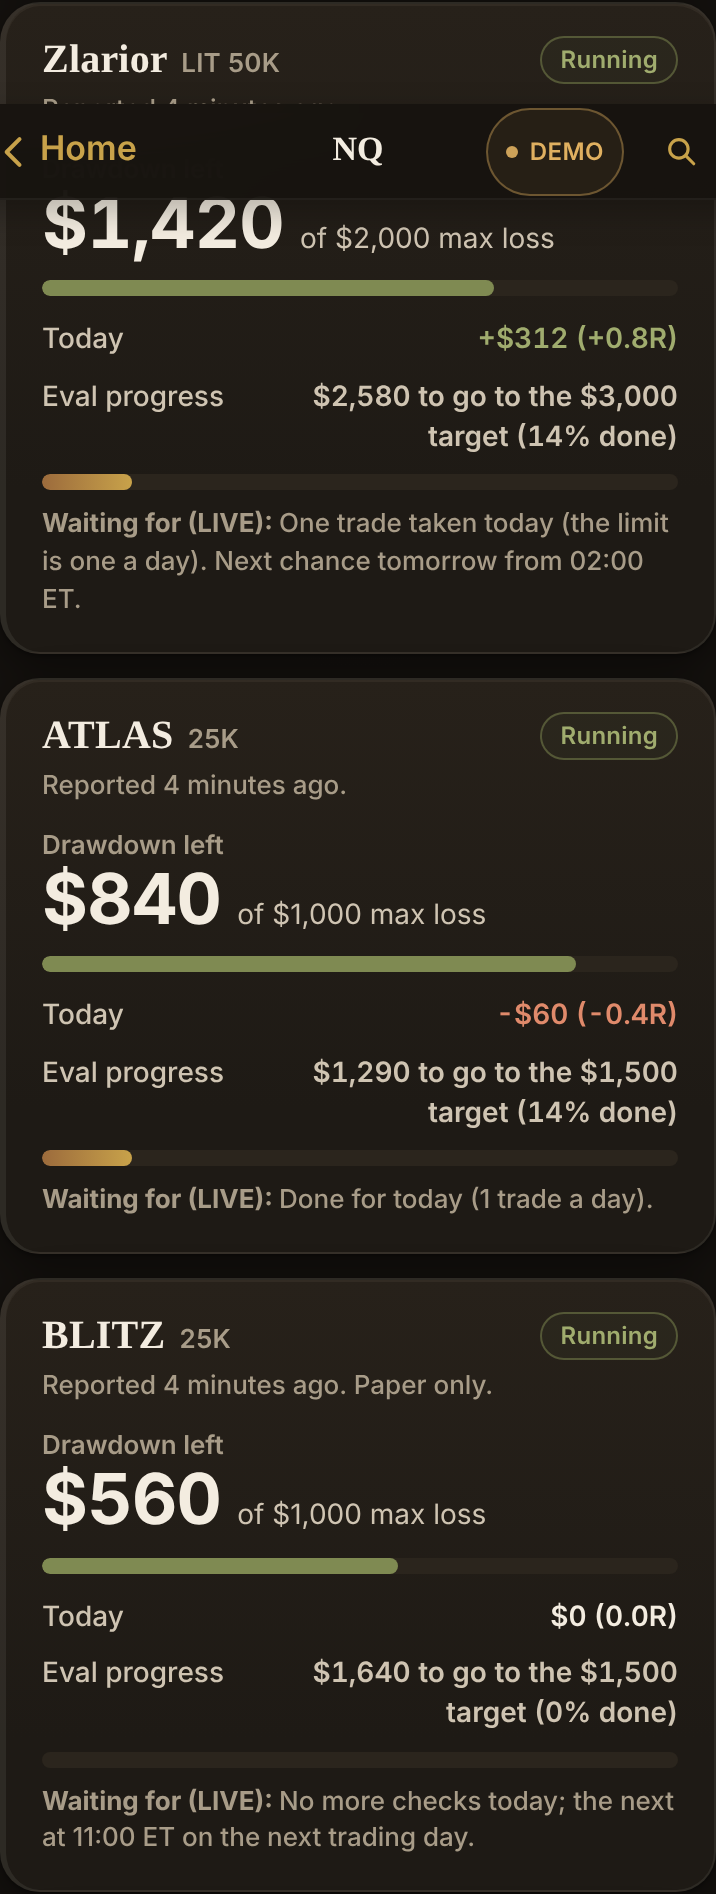 Zlarior LIT 50K Running
Home NQ DEMO
$1,420 of $2,000 max loss
Today +$312 (+0.8R)
Eval progress $2,580 to go to the $3,000
target (14% done)
Waiting for (LIVE): One trade taken today (the limit
is one a day). Next chance tomorrow from 02:00
ET.
ATLAS 25K Running
Reported 4 minutes ago.
Drawdown left
$840 of $1,000 max loss
Today -$60 (-0.4R)
Eval progress $1,290 to go to the $1,500
target (14% done)
Waiting for (LIVE): Done for today (1 trade a day).
BLITZ 25K Running
Reported 4 minutes ago. Paper only.
Drawdown left
$560 of $1,000 max loss
Today $0 (0.0R)
Eval progress $1,640 to go to the $1,500
target (0% done)
Waiting for (LIVE): No more checks today; the next
at 11:00 ET on the next trading day.